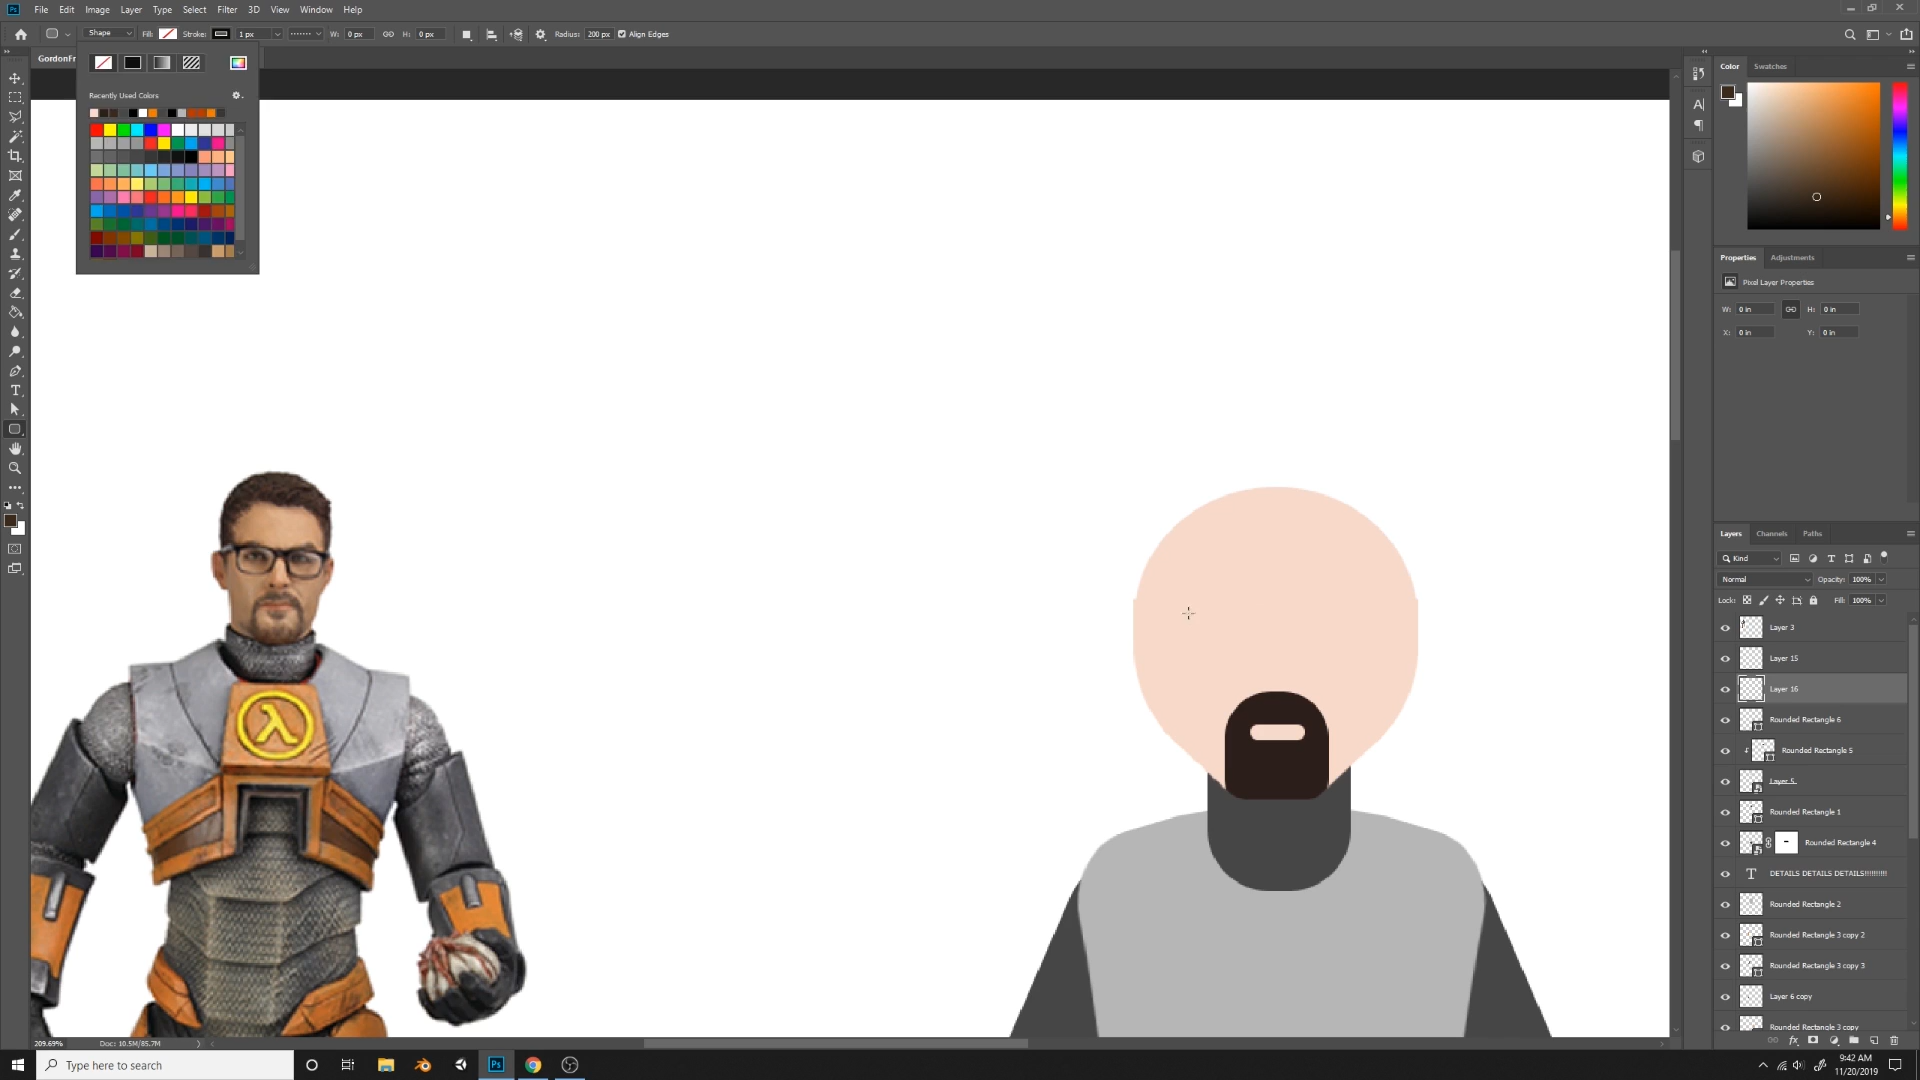 File Edit Image Layer Type Select Filter 3D View Window Help
Shape Fill: Stroke: 1 px W: 0 px H: 0 px Radius: 200 px Align Edges
GordonFr
Recently Used Colors
Color Swatches
Properties Adjustments
Pixel Layer Properties
W: 0 in H: 0 in
X: 0 in Y: 0 in
Layers Channels Paths
Kind
Normal Opacity: 100%
Lock: Fill: 100%
Layer 3
Layer 15
Layer 16
Rounded Rectangle 6
Rounded Rectangle 5
Layer 5
Rounded Rectangle 1
Rounded Rectangle 4
DETAILS DETAILS DETAILS!!!!!!!!!!
Rounded Rectangle 2
Rounded Rectangle 3 copy 2
Rounded Rectangle 3 copy 3
Layer 6 copy
Rounded Rectangle 3 copy
209.69% Doc: 10.5M/85.7M
Type here to search
9:42 AM
11/20/2019